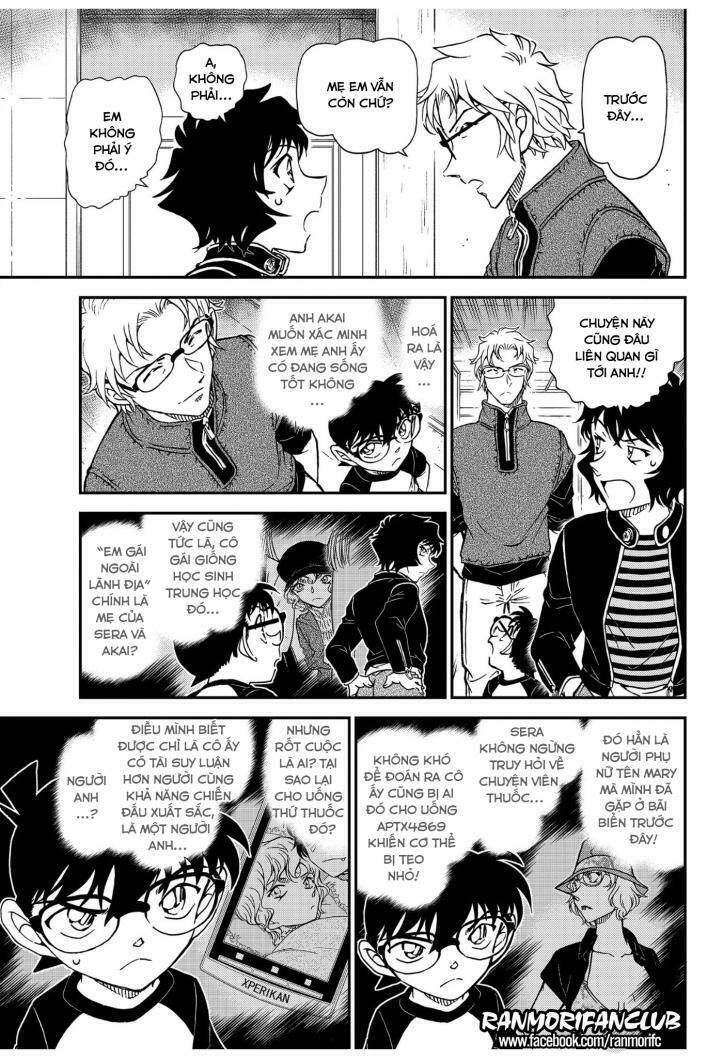 TRƯỚC
ĐÂY...
MẸ EM VẪN
CÒN CHỨ?
A,
KHÔNG
PHẢI...
EM
KHÔNG
PHẢI Ý
ĐÓ...
CHUYỆN NÀY
CŨNG ĐÂU
LIÊN QUAN GÌ
TỚI ANH!!
HOÁ
RA LÀ
VẬY
...
ANH AKAI
MUỐN XÁC MINH
XEM MẸ ANH ẤY
CÓ ĐANG SỐNG
TỐT KHÔNG
...
VẬY CŨNG
TỨC LÀ, CÔ
GÁI GIỐNG
HỌC SINH
TRUNG HỌC
ĐÓ...
"EM GÁI
NGOÀI
LÃNH ĐỊA"
CHÍNH LÀ
MẸ CỦA
SERA VÀ
AKAI?
ĐÓ HẲN LÀ
NGƯỜI PHỤ
NỮ TÊN MARY
MÀ MÌNH ĐÃ
GẶP Ở BÃI
BIỂN TRƯỚC
ĐÂY!
SERA
KHÔNG NGỪNG
TRUY HỎI VỀ
CHUYỆN VIÊN
THUỐC...
KHÔNG KHÓ
ĐỂ ĐOÁN RA CÔ
ẤY CŨNG BỊ AI
ĐÓ CHO UỐNG
APTX4869
KHIẾN CƠ THỂ
BỊ TEO
NHỎ!
NHƯNG
RỐT CUỘC
LÀ AI? TẠI
SAO LẠI
CHO UỐNG
THỨ THUỐC
ĐÓ?
ĐIỀU MÌNH BIẾT
ĐƯỢC CHỈ LÀ CÔ ẤY
CÓ TÀI SUY LUẬN
HƠN NGƯỜI CÙNG
KHẢ NĂNG CHIẾN
ĐẤU XUẤT SẮC,
LÀ MỘT NGƯỜI
ANH...
NGƯỜI
ANH
...?
XPERIKAN
RANMORIFANCLUB
www.facebook.com/ranmorifc